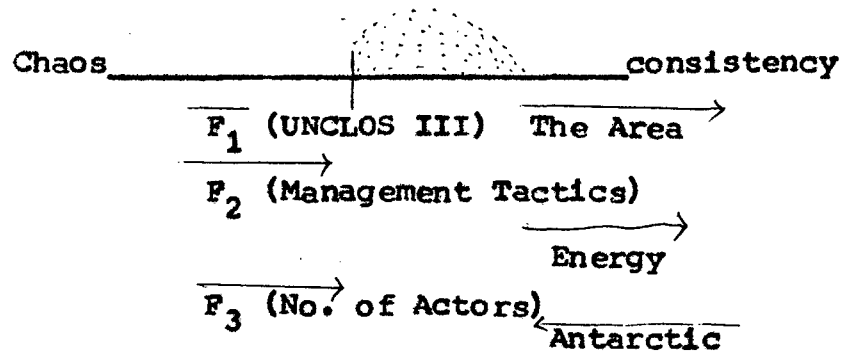 Chaos consistency
F1 (UNCLOS III) The Area
F2 (Management Tactics)
Energy
F3 (No. of Actors)
Antarctic